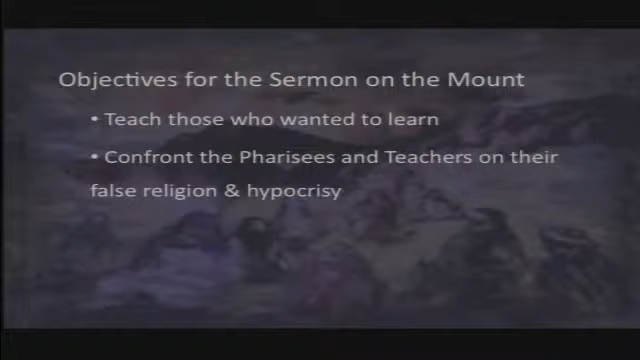 Objectives for the Sermon on the Mount
• Teach those who wanted to learn
• Confront the Pharisees and Teachers on their
false religion & hypocrisy